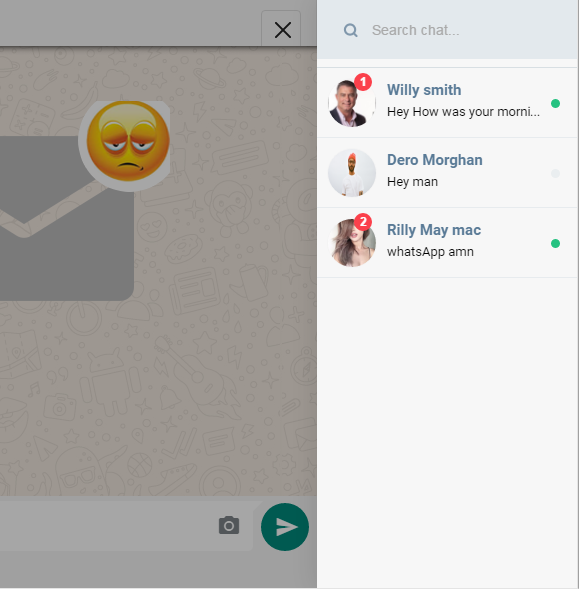 Search chat...
1
Willy smith
Hey How was your morni...
Dero Morghan
Hey man
2
Rilly May mac
whatsApp amn